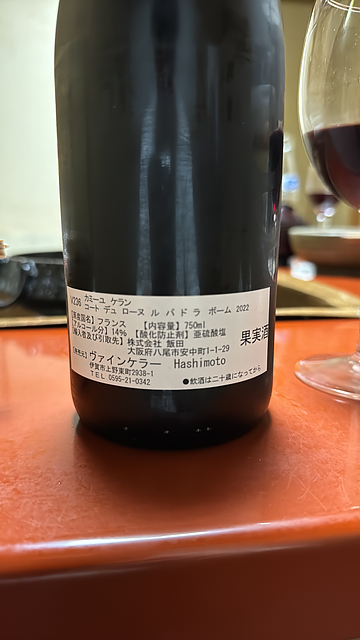 V236 カミーユ ケラン
コート デュ ローヌ ル バ ド ラ ボーム 2022
【原産国名】フランス 【内容量】750ml
【アルコール分】14% 【酸化防止剤】亜硫酸塩
【輸入者及び引取先】株式会社 飯田
大阪府八尾市安中町1-1-29
果実酒
【販売元】ヴァインケラー Hashimoto
伊賀市上野東町2938-1
TEL 0595-21-0342
●飲酒は二十歳になってから